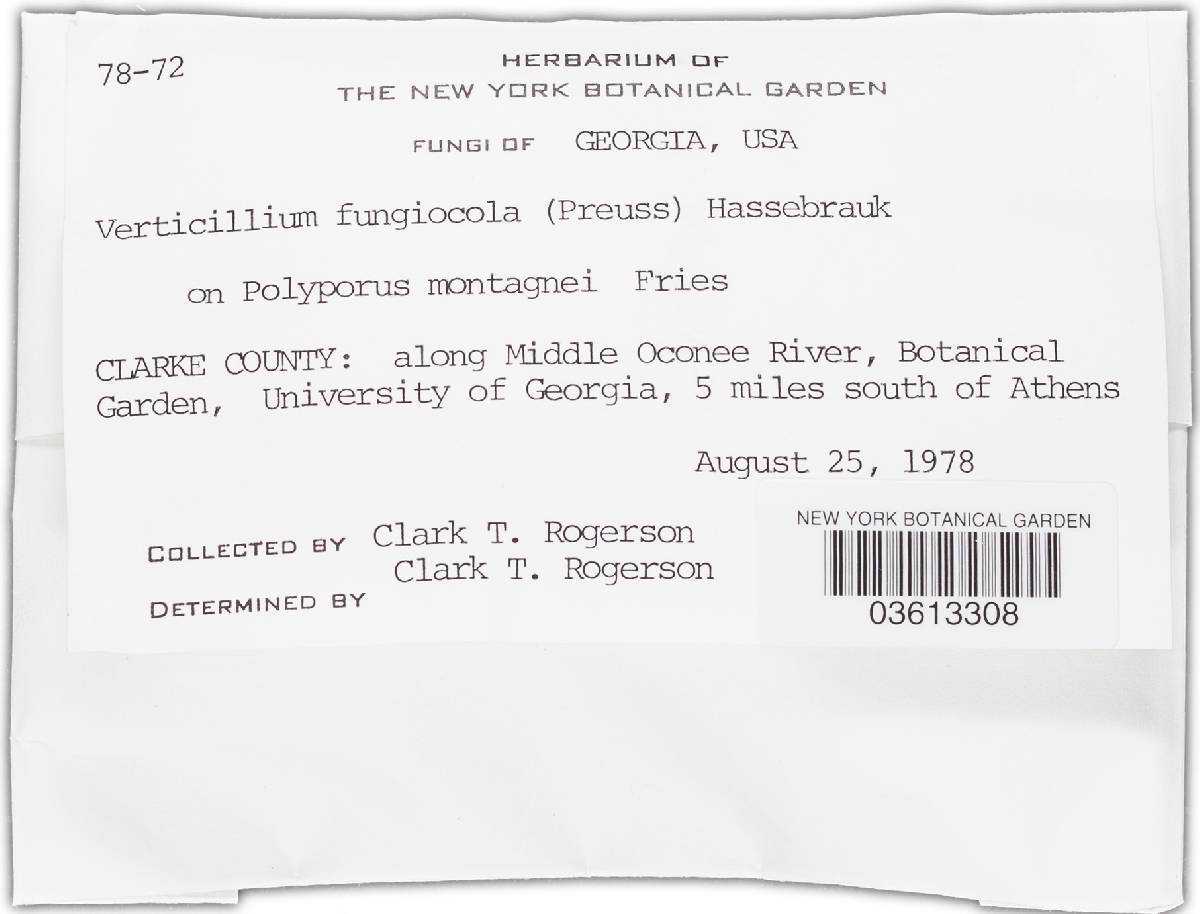 78-72
HERBARIUM OF
THE NEW YORK BOTANICAL GARDEN
FUNGI OF GEORGIA, USA
Verticillium fungiocola (Preuss) Hassebrauk
on Polyporus montagnei Fries
CLARKE COUNTY: along Middle Oconee River, Botanical
Garden, University of Georgia, 5 miles south of Athens
August 25, 1978
COLLECTED BY Clark T. Rogerson
Clark T. Rogerson
DETERMINED BY
NEW YORK BOTANICAL GARDEN
03613308